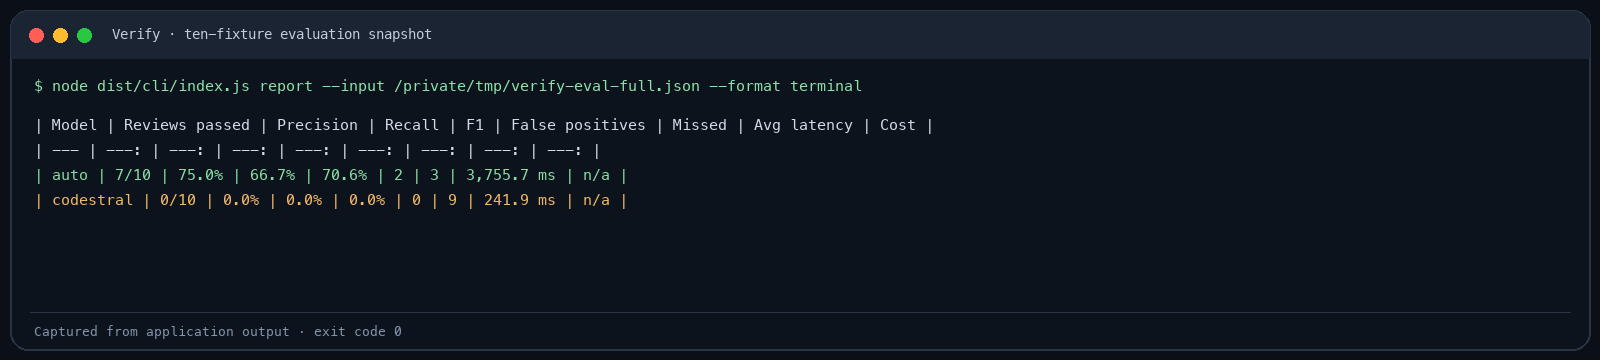 Verify · ten−fixture evaluation snapshot
$ node dist/cli/index.js report −−input /private/tmp/verify−eval−full.json −−format terminal
| Model | Reviews passed | Precision | Recall | F1 | False positives | Missed | Avg latency | Cost |
| −−− | −−−: | −−−: | −−−: | −−−: | −−−: | −−−: | −−−: | −−−: |
| auto | 7/10 | 75.0% | 66.7% | 70.6% | 2 | 3 | 3,755.7 ms | n/a |
| codestral | 0/10 | 0.0% | 0.0% | 0.0% | 0 | 9 | 241.9 ms | n/a |
Captured from application output · exit code 0